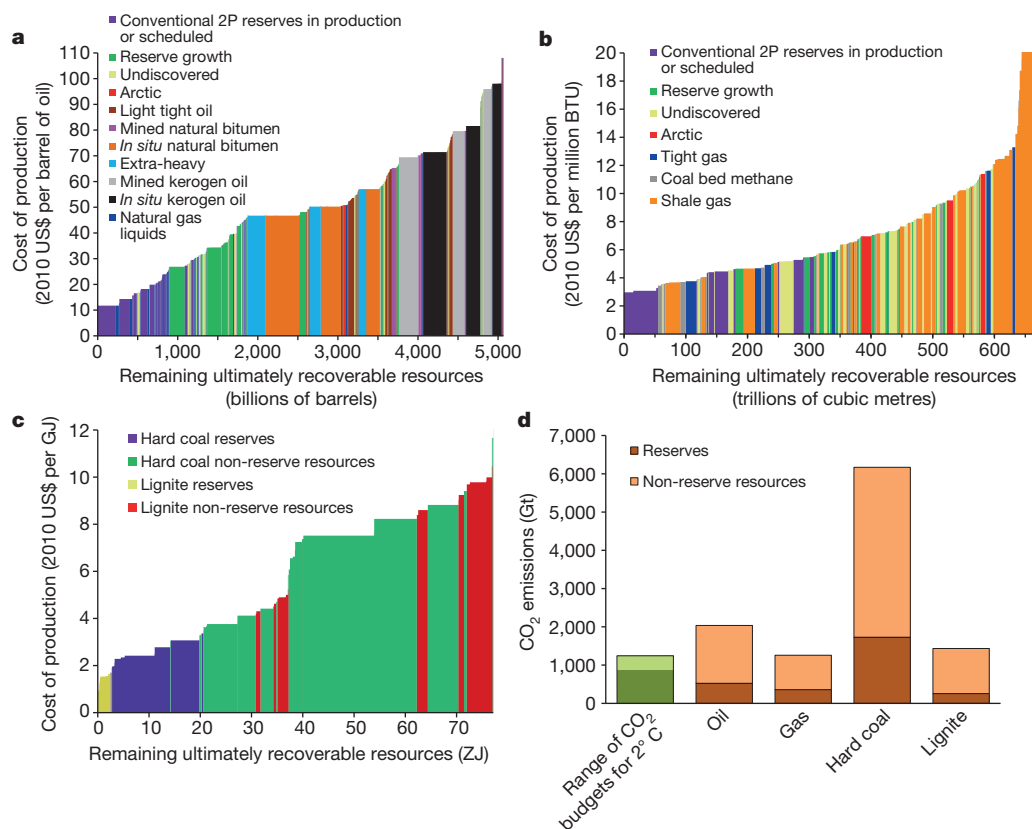 a
Conventional 2P reserves in production
or scheduled
Reserve growth
Undiscovered
Arctic
Light tight oil
Mined natural bitumen
In situ natural bitumen
Extra-heavy
Mined kerogen oil
In situ kerogen oil
Natural gas
liquids
Cost of production
(2010 US$ per barrel of oil)
110
100
90
80
70
60
50
40
30
20
10
0
0 1,000 2,000 3,000 4,000 5,000
Remaining ultimately recoverable resources
(billions of barrels)
b
Conventional 2P reserves in production
or scheduled
Reserve growth
Undiscovered
Arctic
Tight gas
Coal bed methane
Shale gas
Cost of production
(2010 US$ per million BTU)
20
18
16
14
12
10
8
6
4
2
0
0 100 200 300 400 500 600
Remaining ultimately recoverable resources
(trillions of cubic metres)
c
Hard coal reserves
Hard coal non-reserve resources
Lignite reserves
Lignite non-reserve resources
Cost of production (2010 US$ per GJ)
12
10
8
6
4
2
0
0 10 20 30 40 50 60 70
Remaining ultimately recoverable resources (ZJ)
d
Reserves
Non-reserve resources
CO2 emissions (Gt)
7,000
6,000
5,000
4,000
3,000
2,000
1,000
0
Range of CO2
budgets for 2° C
Oil
Gas
Hard coal
Lignite